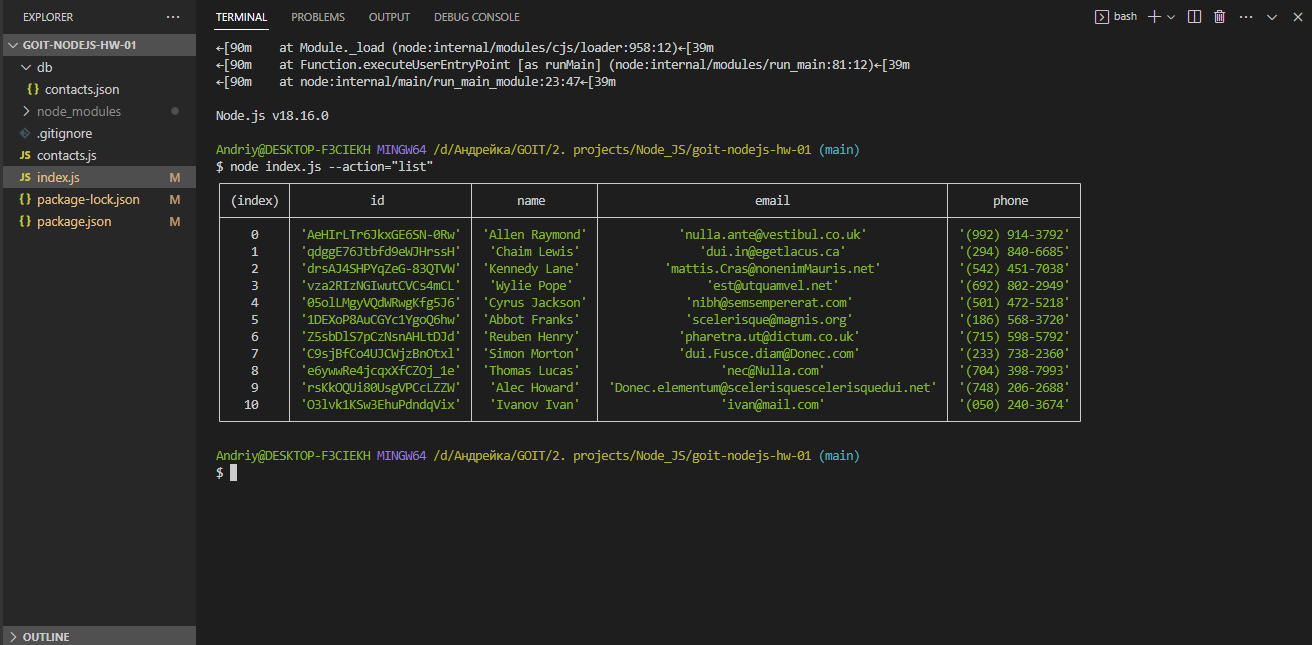 EXPLORER
GOIT-NODEJS-HW-01
db
{} contacts.json
node_modules
.gitignore
JS contacts.js
JS index.js M
{} package-lock.json M
{} package.json M
OUTLINE
TERMINAL PROBLEMS OUTPUT DEBUG CONSOLE
bash
←[90m    at Module._load (node:internal/modules/cjs/loader:958:12)←[39m
←[90m    at Function.executeUserEntryPoint [as runMain] (node:internal/modules/run_main:81:12)←[39m
←[90m    at node:internal/main/run_main_module:23:47←[39m
Node.js v18.16.0
Andriy@DESKTOP-F3CIEKH MINGW64 /d/Андрейка/GOIT/2. projects/Node_JS/goit-nodejs-hw-01 (main)
$ node index.js --action="list"
(index) id name email phone
0 'AeHIrLTr6JkxGE6SN-0Rw' 'Allen Raymond' 'nulla.ante@vestibul.co.uk' '(992) 914-3792'
1 'qdggE76Jtbfd9eWJHrssH' 'Chaim Lewis' 'dui.in@egetlacus.ca' '(294) 840-6685'
2 'drsAJ4SHPYqZeG-83QTVW' 'Kennedy Lane' 'mattis.Cras@nonenimMauris.net' '(542) 451-7038'
3 'vza2RIzNGIwutCVCs4mCL' 'Wylie Pope' 'est@utquamvel.net' '(692) 802-2949'
4 '05olLMgyVQdWRwgKfg5J6' 'Cyrus Jackson' 'nibh@semsempererat.com' '(501) 472-5218'
5 '1DEXoP8AuCGYc1YgoQ6hw' 'Abbot Franks' 'scelerisque@magnis.org' '(186) 568-3720'
6 'Z5sbDlS7pCzNsnAHLtDJd' 'Reuben Henry' 'pharetra.ut@dictum.co.uk' '(715) 598-5792'
7 'C9sjBfCo4UJCWjzBnOtxl' 'Simon Morton' 'dui.Fusce.diam@Donec.com' '(233) 738-2360'
8 'e6ywwRe4jcqxXfCZOj_1e' 'Thomas Lucas' 'nec@Nulla.com' '(704) 398-7993'
9 'rsKkOQUi80UsgVPCcLZZW' 'Alec Howard' 'Donec.elementum@scelerisquescelerisquedui.net' '(748) 206-2688'
10 'O3lvk1KSw3EhuPdndqVix' 'Ivanov Ivan' 'ivan@mail.com' '(050) 240-3674'
Andriy@DESKTOP-F3CIEKH MINGW64 /d/Андрейка/GOIT/2. projects/Node_JS/goit-nodejs-hw-01 (main)
$